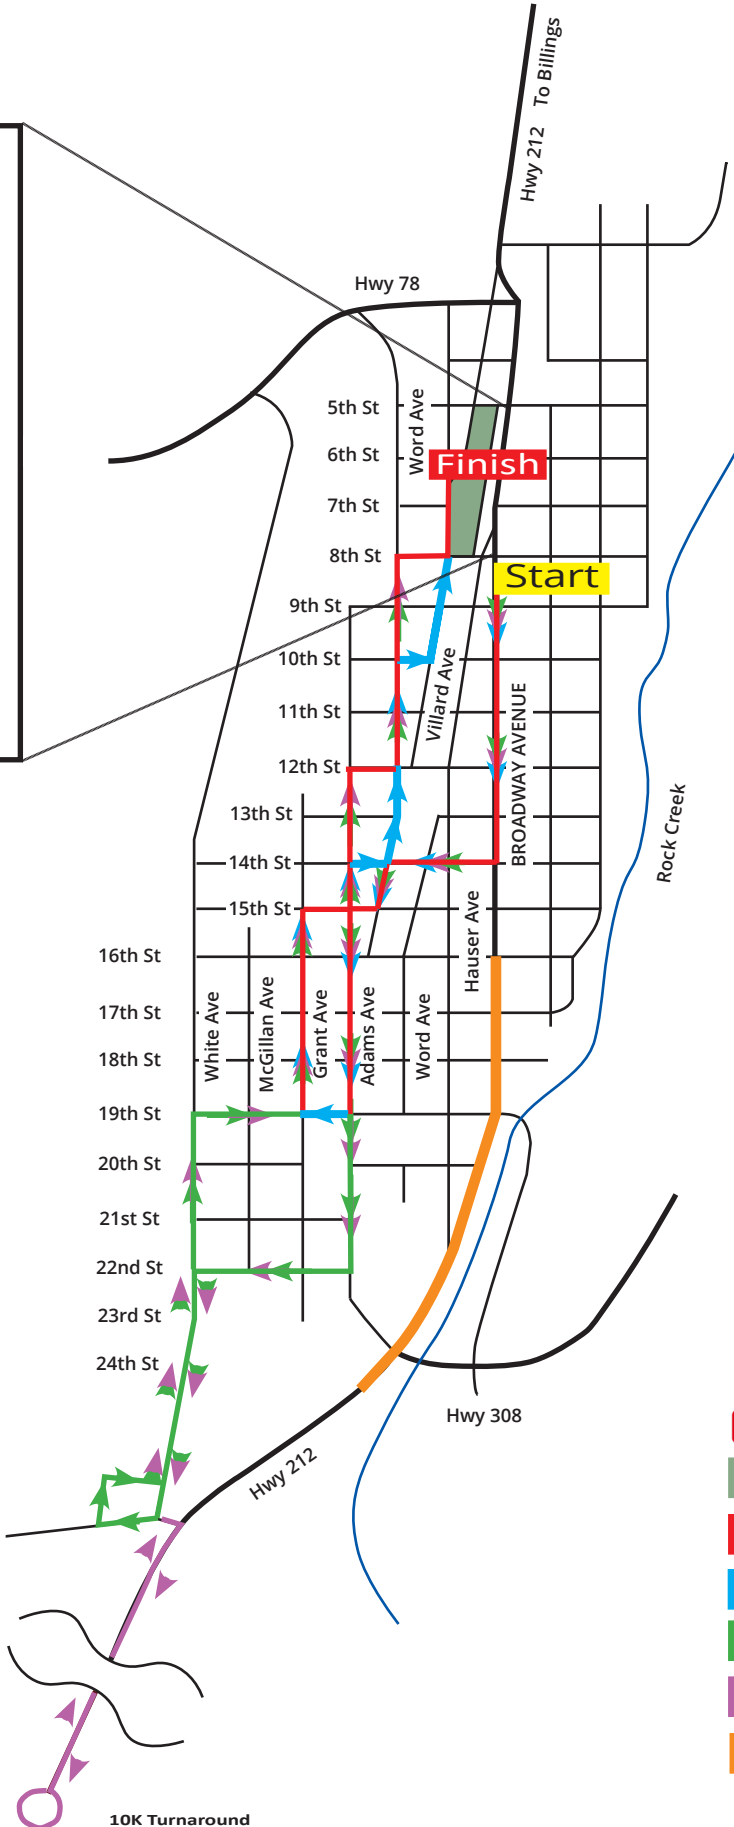 To Billings
Hwy 212
Hwy 78
5th St
Word Ave
6th St
Finish
7th St
8th St
Start
9th St
10th St
Villard Ave
11th St
BROADWAY AVENUE
12th St
13th St
Rock Creek
14th St
15th St
Hauser Ave
16th St
White Ave
McGillan Ave
Grant Ave
Adams Ave
Word Ave
17th St
18th St
19th St
20th St
21st St
22nd St
23rd St
24th St
Hwy 308
Hwy 212
10K Turnaround